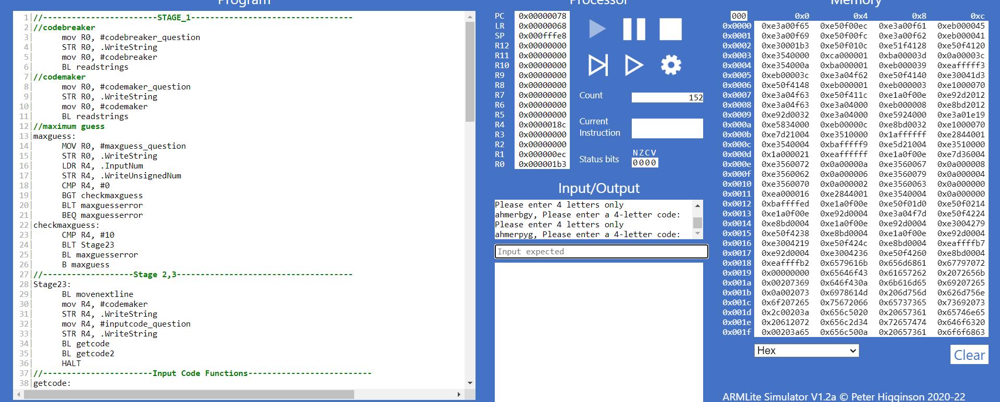 Program
1|//------------------------STAGE_1----------------------------------
2|//codebreaker
3|      mov R0, #codebreaker_question
4|      STR R0, .WriteString
5|      mov R0, #codebreaker
6|      BL readstrings
7|//codemaker
8|      mov R0, #codemaker_question
9|      STR R0, .WriteString
10|      mov R0, #codemaker
11|      BL readstrings
12|//maximum guess
13|maxguess:
14|      MOV R0, #maxguess_question
15|      STR R0, .WriteString
16|      LDR R4, .InputNum
17|      STR R4, .WriteUnsignedNum
18|      CMP R4, #0
19|      BGT checkmaxguess
20|      BLT maxguesserror
21|      BEQ maxguesserror
22|checkmaxguess:
23|      CMP R4, #10
24|      BLT Stage23
25|      BL maxguesserror
26|      B maxguess
27|//-------------------Stage 2,3-------------------------------------
28|Stage23:
29|      BL movenextline
30|      mov R4, #codemaker
31|      STR R4, .WriteString
32|      mov R4, #inputcode_question
33|      STR R4, .WriteString
34|      BL getcode
35|      BL getcode2
36|      HALT
37|//-----------------------Input Code Functions--------------------------
38|getcode:
Processor
PC 0x00000078
LR 0x00000068
SP 0x000fffe8
R12 0x00000000
R11 0x00000000
R10 0x00000000
R9 0x00000000
R8 0x00000000
R7 0x00000000
R6 0x00000000
R5 0x00000000
R4 0x0000018c
R3 0x00000000
R2 0x00000000
R1 0x000000ec
R0 0x000001b3
Count 152
Current
Instruction
NZCV
Status bits 0000
Input/Output
Please enter 4 letters only
ahmerbgy, Please enter a 4-letter code:
Please enter 4 letters only
ahmerpyg, Please enter a 4-letter code:
Input expected
Memory
000 0x0 0x4 0x8 0xc
0x0000 0xe3a00f65 0xe50f00ec 0xe3a00f61 0xeb000045
0x0001 0xe3a00f69 0xe50f00fc 0xe3a00f62 0xeb000041
0x0002 0xe30001b3 0xe50f010c 0xe51f4128 0xe50f4120
0x0003 0xe3540000 0xca000001 0xba00003d 0x0a00003c
0x0004 0xe354000a 0xba000001 0xeb000039 0xeafffff3
0x0005 0xeb00003c 0xe3a04f62 0xe50f4140 0xe30041d3
0x0006 0xe50f4148 0xeb000001 0xeb000003 0xe1000070
0x0007 0xe3a04f63 0xe50f411c 0xe1a0f00e 0xe92d2012
0x0008 0xe3a04f63 0xe3a04000 0xeb000008 0xe8bd2012
0x0009 0xe92d0032 0xe3a04000 0xe5924000 0xe3a01e19
0x000a 0xe5834000 0xeb00000c 0xe8bd0032 0xe1000070
0x000b 0xe7d21004 0xe3510000 0x1affffff 0xe2844001
0x000c 0xe3540004 0xbafffff9 0xe5d21004 0xe3510000
0x000d 0x1a000021 0xeaffffff 0xe1a0f00e 0xe7d36004
0x000e 0xe3560072 0x0a00000a 0xe3560067 0x0a000008
0x000f 0xe3560062 0x0a000006 0xe3560079 0x0a000004
0x0010 0xe3560070 0x0a000002 0xe3560063 0x0a000000
0x0011 0xea000016 0xe2844001 0xe3540004 0x0a000000
0x0012 0xbaffffed 0xe1a0f00e 0xe50f01d0 0xe50f0214
0x0013 0xe1a0f00e 0xe92d0004 0xe3a04f7d 0xe50f4224
0x0014 0xe8bd0004 0xe1a0f00e 0xe92d0004 0xe3004279
0x0015 0xe50f4238 0xe8bd0004 0xe1a0f00e 0xe92d0004
0x0016 0xe3004219 0xe50f424c 0xe8bd0004 0xeaffffb7
0x0017 0xe92d0004 0xe3004236 0xe50f4260 0xe8bd0004
0x0018 0xeaffffb2 0x6579616b 0x656d6861 0x67797072
0x0019 0x00000000 0x65646f43 0x61657262 0x2072656b
0x001a 0x00207369 0x646f430a 0x6b616d65 0x69207265
0x001b 0x0a002073 0x6978614d 0x206d756d 0x626d756e
0x001c 0x6f207265 0x75672066 0x65737365 0x73692073
0x001d 0x2c00203a 0x656c5020 0x20657361 0x65746e65
0x001e 0x20612072 0x656c2d34 0x72657474 0x646f6320
0x001f 0x00203a65 0x656c500a 0x20657361 0x6f6f6863
Hex
Clear
ARMLite Simulator V1.2a © Peter Higginson 2020-22